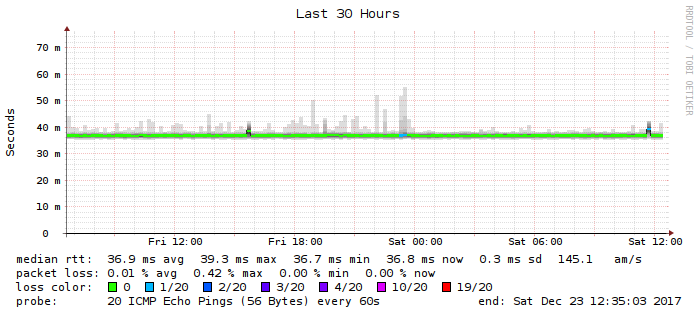 Last 30 Hours
RRDTOOL / TOBI OETIKER
Seconds
70 m
60 m
50 m
40 m
30 m
20 m
10 m
0
Fri 12:00 Fri 18:00 Sat 00:00 Sat 06:00 Sat 12:00
median rtt: 36.9 ms avg 39.3 ms max 36.7 ms min 36.8 ms now 0.3 ms sd 145.1 am/s
packet loss: 0.01 % avg 0.42 % max 0.00 % min 0.00 % now
loss color: 0 1/20 2/20 3/20 4/20 10/20 19/20
probe: 20 ICMP Echo Pings (56 Bytes) every 60s end: Sat Dec 23 12:35:03 2017